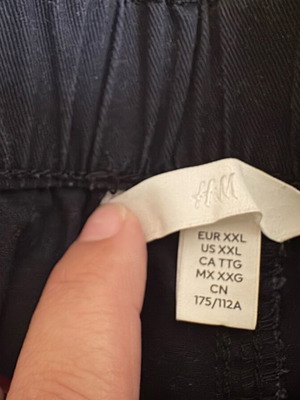 H&M
EUR XXL
US XXL
CA TTG
MX XXG
CN
175/112A